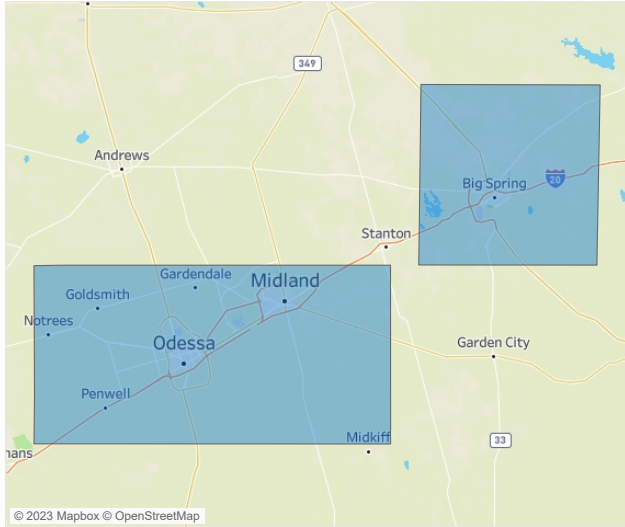 349
Andrews
Big Spring
20
Stanton
Gardendale
Midland
Goldsmith
Notrees
Odessa
Garden City
Penwell
Midkiff
33
nans
© 2023 Mapbox © OpenStreetMap